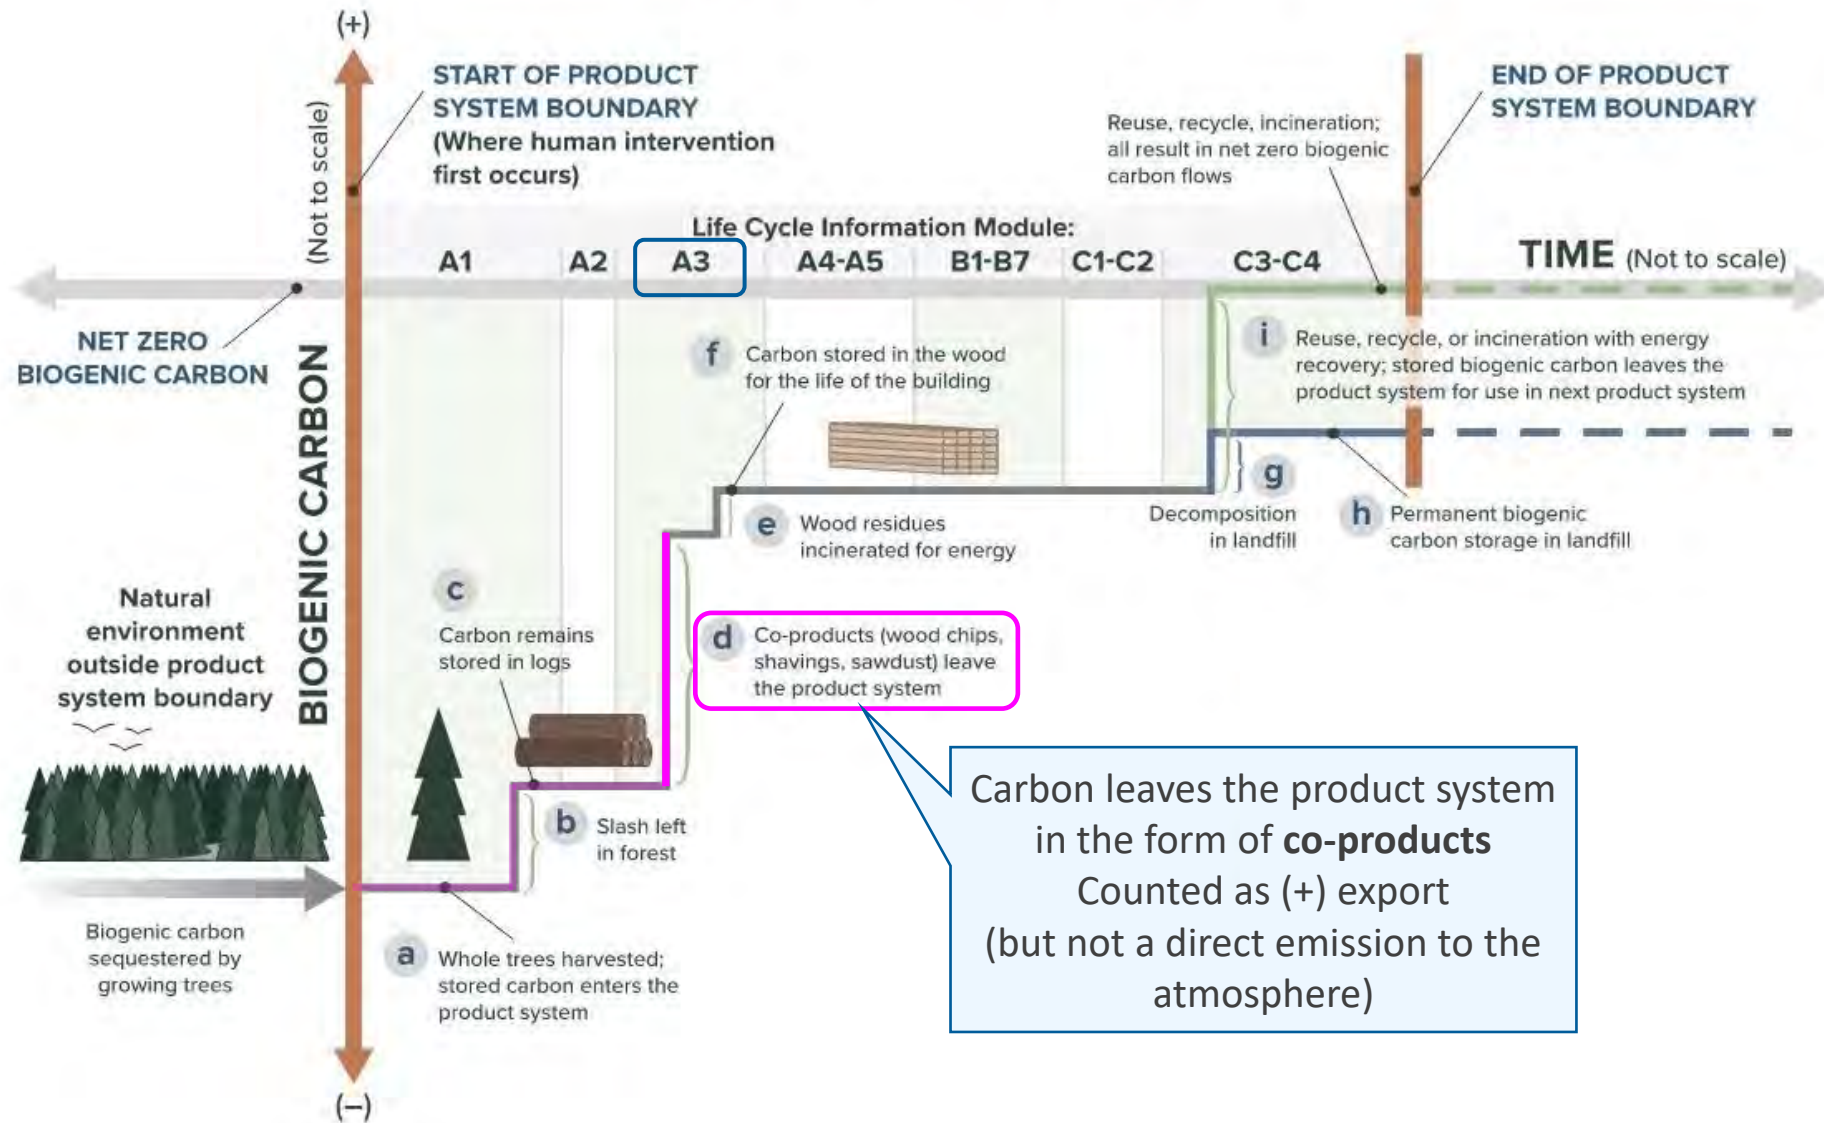 (+)
START OF PRODUCT
SYSTEM BOUNDARY
(Where human intervention
first occurs)
(Not to scale)
END OF PRODUCT
SYSTEM BOUNDARY
Reuse, recycle, incineration;
all result in net zero biogenic
carbon flows
Life Cycle Information Module:
A1
A2
A3
A4-A5
B1-B7
C1-C2
C3-C4
TIME (Not to scale)
NET ZERO
BIOGENIC CARBON
BIOGENIC CARBON
f
Carbon stored in the wood
for the life of the building
i
Reuse, recycle, or incineration with energy
recovery; stored biogenic carbon leaves the
product system for use in next product system
g
Decomposition
in landfill
h
Permanent biogenic
carbon storage in landfill
e
Wood residues
incinerated for energy
c
Carbon remains
stored in logs
d
Co-products (wood chips,
shavings, sawdust) leave
the product system
Natural
environment
outside product
system boundary
b
Slash left
in forest
Carbon leaves the product system
in the form of co-products
Counted as (+) export
(but not a direct emission to the
atmosphere)
Biogenic carbon
sequestered by
growing trees
a
Whole trees harvested;
stored carbon enters the
product system
(−)